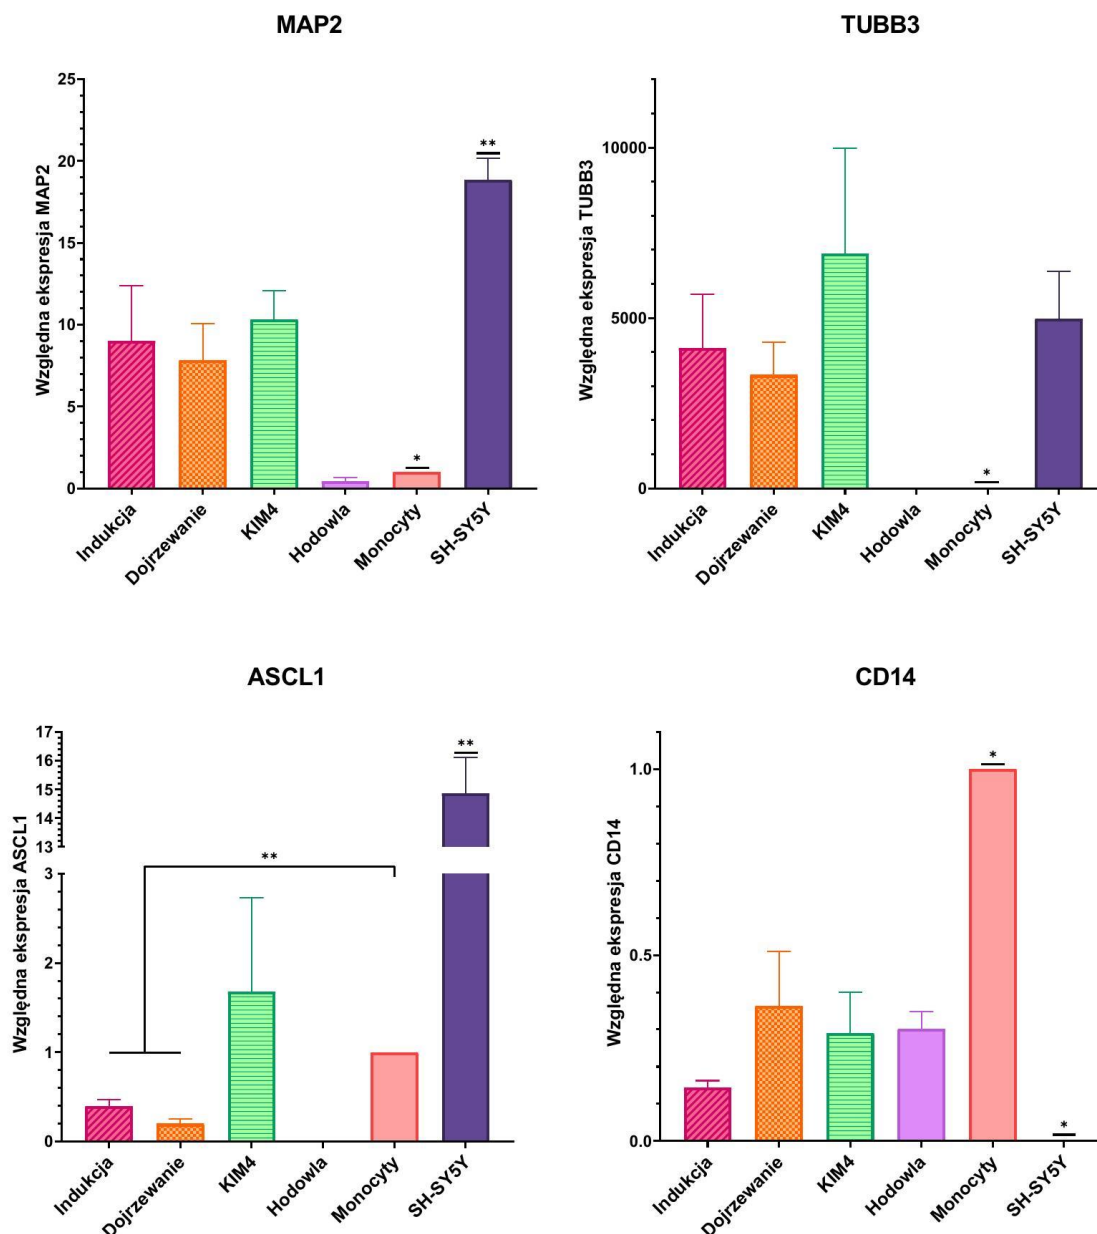 MAP2
Względna ekspresja MAP2
25
20
15
10
5
0
*
**
Indukcja
Dojrzewanie
KIM4
Hodowla
Monocyty
SH-SY5Y
TUBB3
Względna ekspresja TUBB3
10000
5000
0
*
Indukcja
Dojrzewanie
KIM4
Hodowla
Monocyty
SH-SY5Y
ASCL1
Względna ekspresja ASCL1
17
16
15
14
13
3
2
1
0
**
**
Indukcja
Dojrzewanie
KIM4
Hodowla
Monocyty
SH-SY5Y
CD14
Względna ekspresja CD14
1.0
0.5
0.0
*
*
Indukcja
Dojrzewanie
KIM4
Hodowla
Monocyty
SH-SY5Y